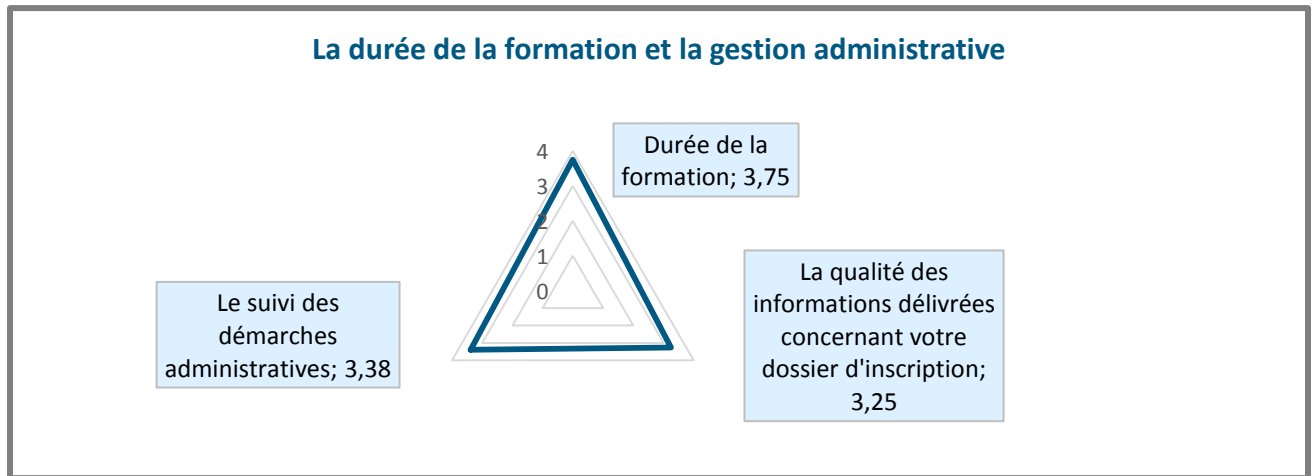 La durée de la formation et la gestion administrative
Durée de la
formation; 3,75
4
3
2
1
0
La qualité des
informations délivrées
concernant votre
dossier d'inscription;
3,25
Le suivi des
démarches
administratives; 3,38